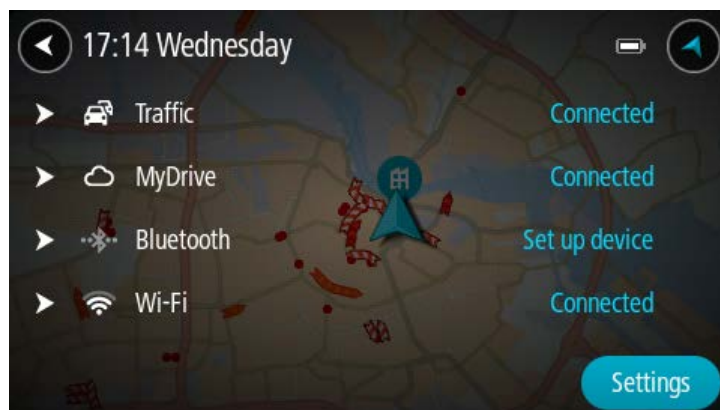 17:14 Wednesday
Traffic Connected
MyDrive Connected
Bluetooth Set up device
Wi-Fi Connected
Settings